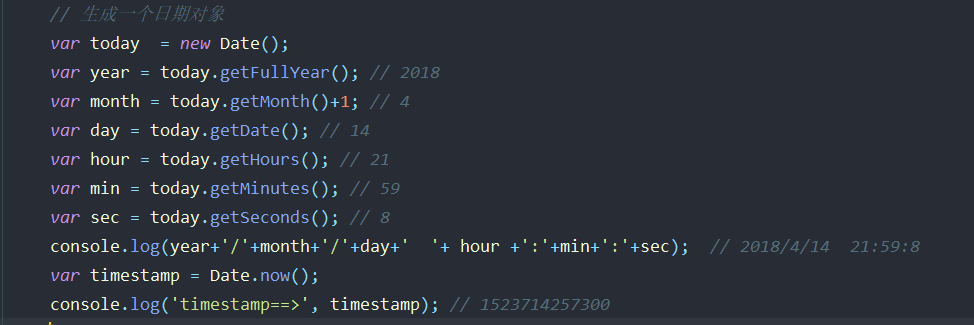 // 生成一个日期对象
var today  = new Date();
var year = today.getFullYear(); // 2018
var month = today.getMonth()+1; // 4
var day = today.getDate(); // 14
var hour = today.getHours(); // 21
var min = today.getMinutes(); // 59
var sec = today.getSeconds(); // 8
console.log(year+'/'+month+'/'+day+'  '+ hour +':'+min+':'+sec);  // 2018/4/14  21:59:8
var timestamp = Date.now();
console.log('timestamp==>', timestamp); // 1523714257300